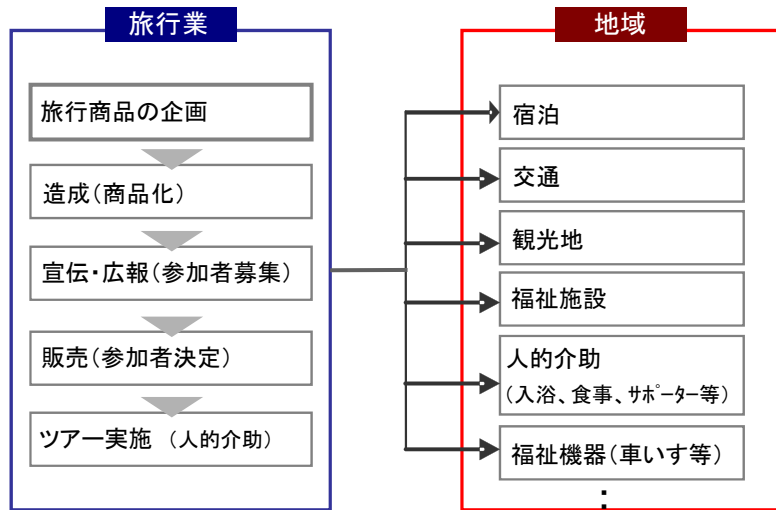 旅行業
旅行商品の企画
造成(商品化)
宣伝・広報(参加者募集)
販売(参加者決定)
ツアー実施 (人的介助)
地域
宿泊
交通
観光地
福祉施設
人的介助
(入浴、食事、ｻﾎﾟｰﾀｰ等)
福祉機器(車いす等)
：